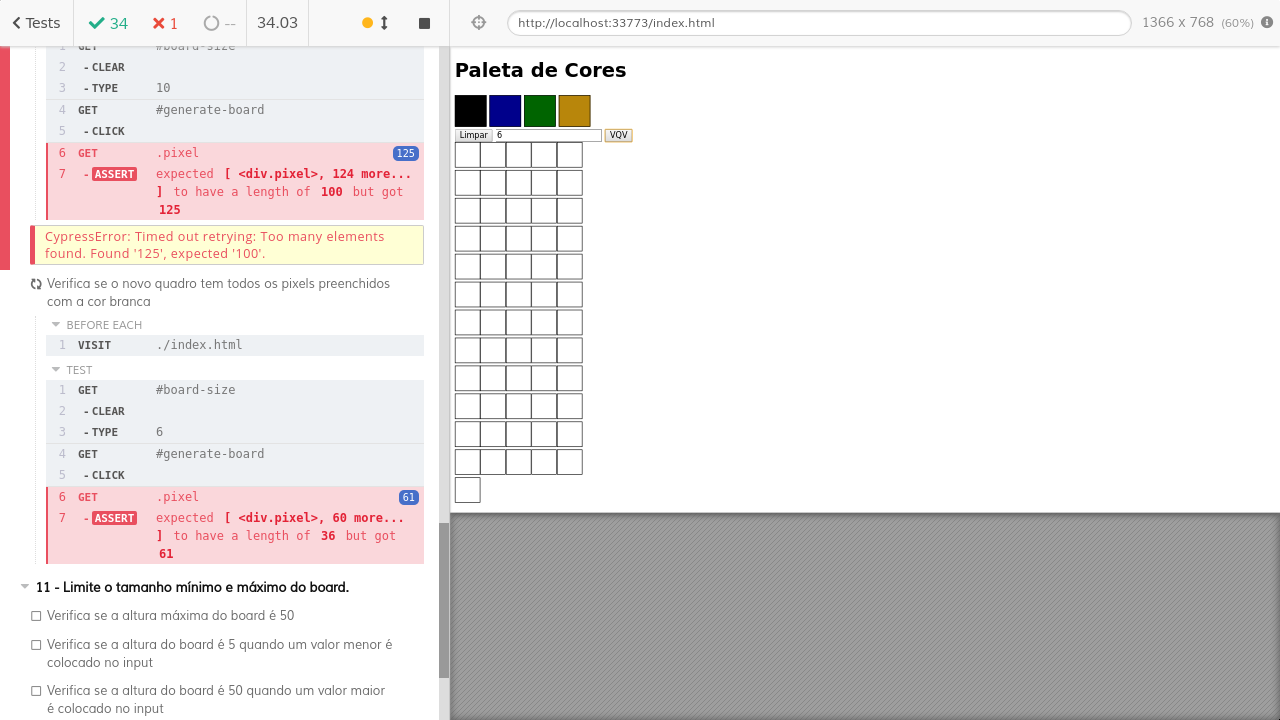 Tests 34 1 -- 34.03 http://localhost:33773/index.html 1366 x 768 (60%)
1 GET #board-size
2 - CLEAR
3 - TYPE 10
4 GET #generate-board
5 - CLICK
6 GET .pixel 125
7 - ASSERT expected [ <div.pixel>, 124 more...
] to have a length of 100 but got
125
CypressError: Timed out retrying: Too many elements
found. Found '125', expected '100'.
Verifica se o novo quadro tem todos os pixels preenchidos
com a cor branca
BEFORE EACH
1 VISIT ./index.html
TEST
1 GET #board-size
2 - CLEAR
3 - TYPE 6
4 GET #generate-board
5 - CLICK
6 GET .pixel 61
7 - ASSERT expected [ <div.pixel>, 60 more...
] to have a length of 36 but got
61
11 - Limite o tamanho mínimo e máximo do board.
Verifica se a altura máxima do board é 50
Verifica se a altura do board é 5 quando um valor menor é
colocado no input
Verifica se a altura do board é 50 quando um valor maior
é colocado no input
Paleta de Cores
Limpar 6 VQV